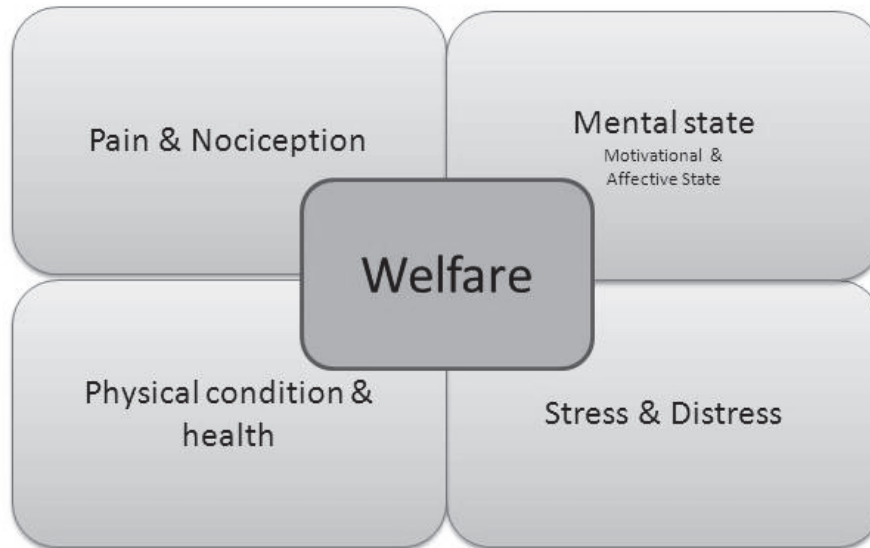 Pain & Nociception
Mental state
Motivational &
Affective State
Welfare
Physical condition &
health
Stress & Distress